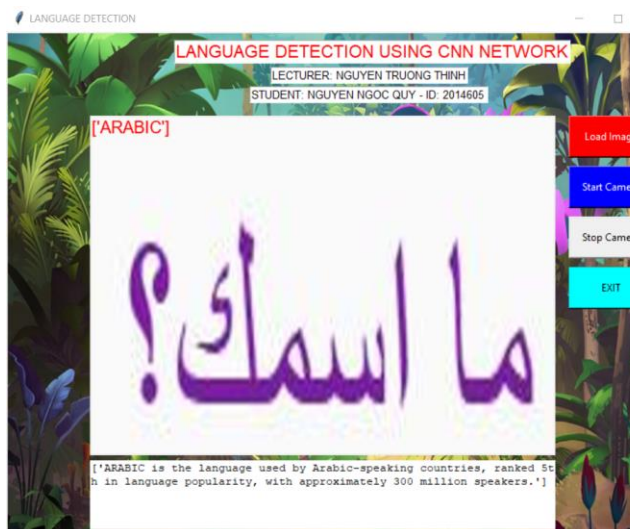 LANGUAGE DETECTION
LANGUAGE DETECTION USING CNN NETWORK
LECTURER: NGUYEN TRUONG THINH
STUDENT: NGUYEN NGOC QUY - ID: 2014605
['ARABIC']
Load Imag
Start Came
Stop Came
EXIT
ما اسمك؟
['ARABIC is the language used by Arabic-speaking countries, ranked 5t
h in language popularity, with approximately 300 million speakers.']